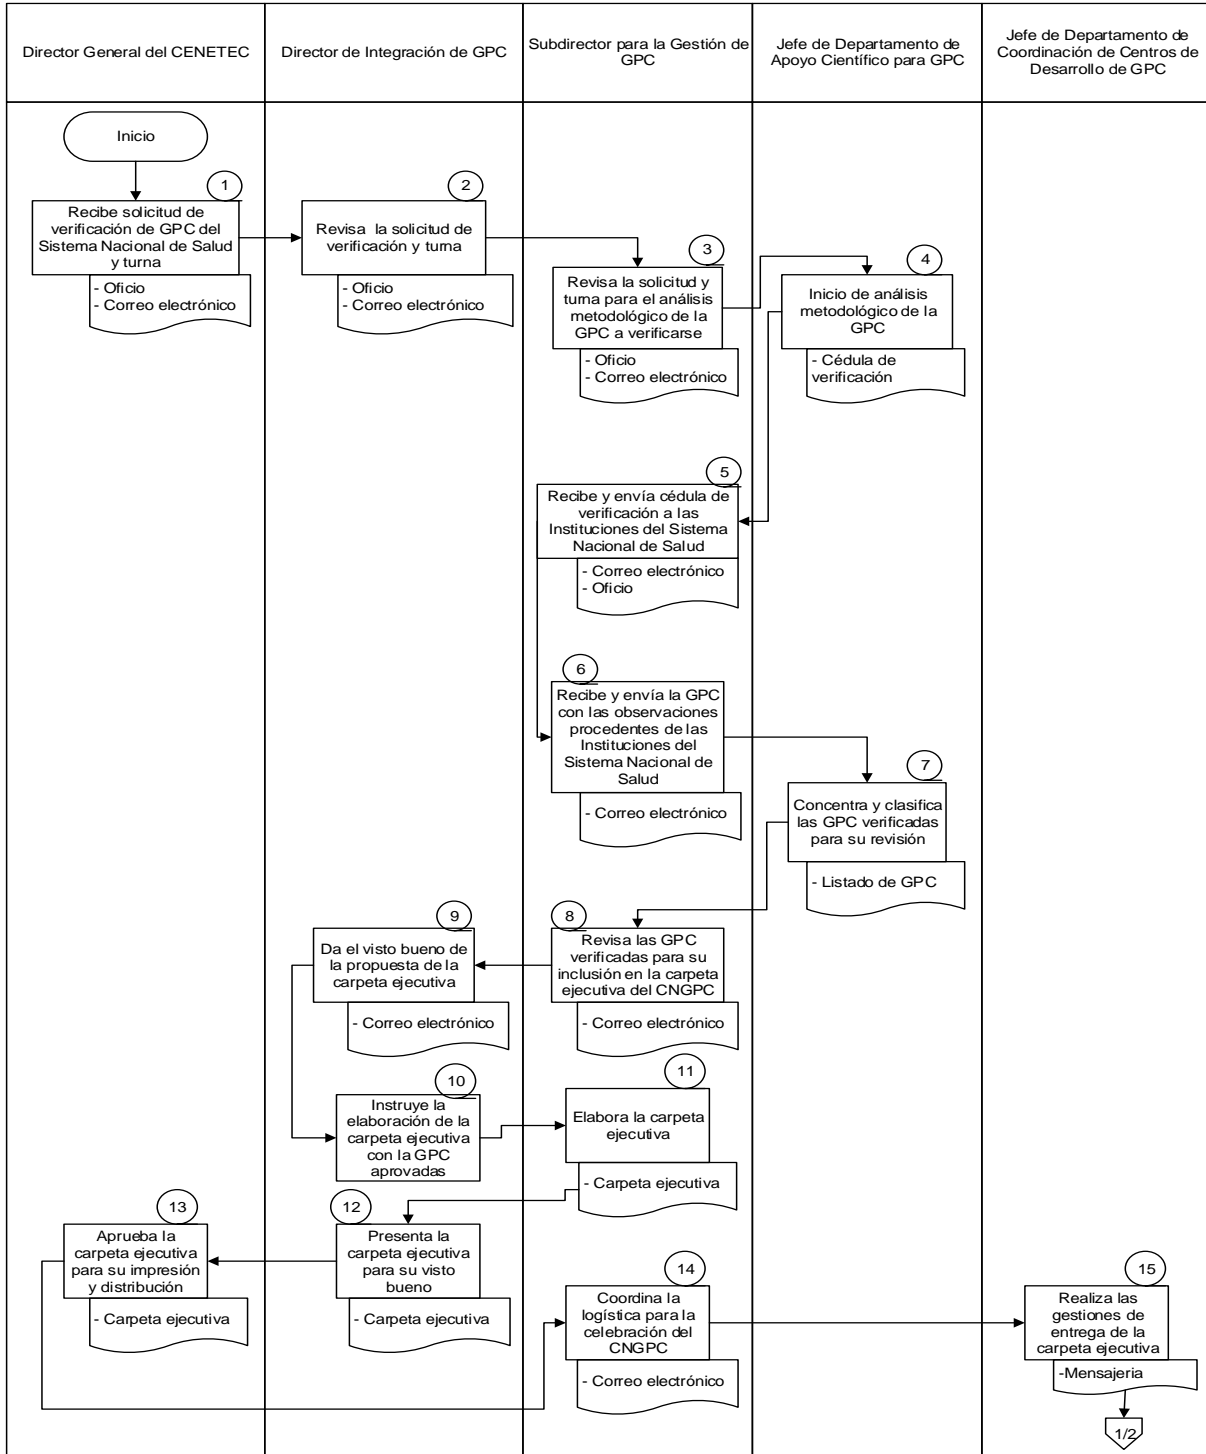 Director General del CENETEC
Director de Integración de GPC
Subdirector para la Gestión de
GPC
Jefe de Departamento de
Apoyo Científico para GPC
Jefe de Departamento de
Coordinación de Centros de
Desarrollo de GPC
Inicio
1
Recibe solicitud de
verificación de GPC del
Sistema Nacional de Salud
y turna
- Oficio
- Correo electrónico
2
Revisa la solicitud de
verificación y turna
- Oficio
- Correo electrónico
3
Revisa la solicitud y
turna para el análisis
metodológico de la
GPC a verificarse
- Oficio
- Correo electrónico
4
Inicio de análisis
metodológico de la
GPC
- Cédula de
verificación
5
Recibe y envía cédula de
verificación a las
Instituciones del Sistema
Nacional de Salud
- Correo electrónico
- Oficio
6
Recibe y envía la GPC
con las observaciones
procedentes de las
Instituciones del
Sistema Nacional de
Salud
- Correo electrónico
7
Concentra y clasifica
las GPC verificadas
para su revisión
- Listado de GPC
8
Revisa las GPC
verificadas para su
inclusión en la carpeta
ejecutiva del CNGPC
- Correo electrónico
9
Da el visto bueno de
la propuesta de la
carpeta ejecutiva
- Correo electrónico
10
Instruye la
elaboración de la
carpeta ejecutiva
con la GPC
aprovadas
11
Elabora la carpeta
ejecutiva
- Carpeta ejecutiva
12
Presenta la
carpeta ejecutiva
para su visto
bueno
- Carpeta ejecutiva
13
Aprueba la
carpeta ejecutiva
para su impresión
y distribución
- Carpeta ejecutiva
14
Coordina la
logística para la
celebración del
CNGPC
- Correo electrónico
15
Realiza las
gestiones de
entrega de la
carpeta ejecutiva
-Mensajeria
1/2